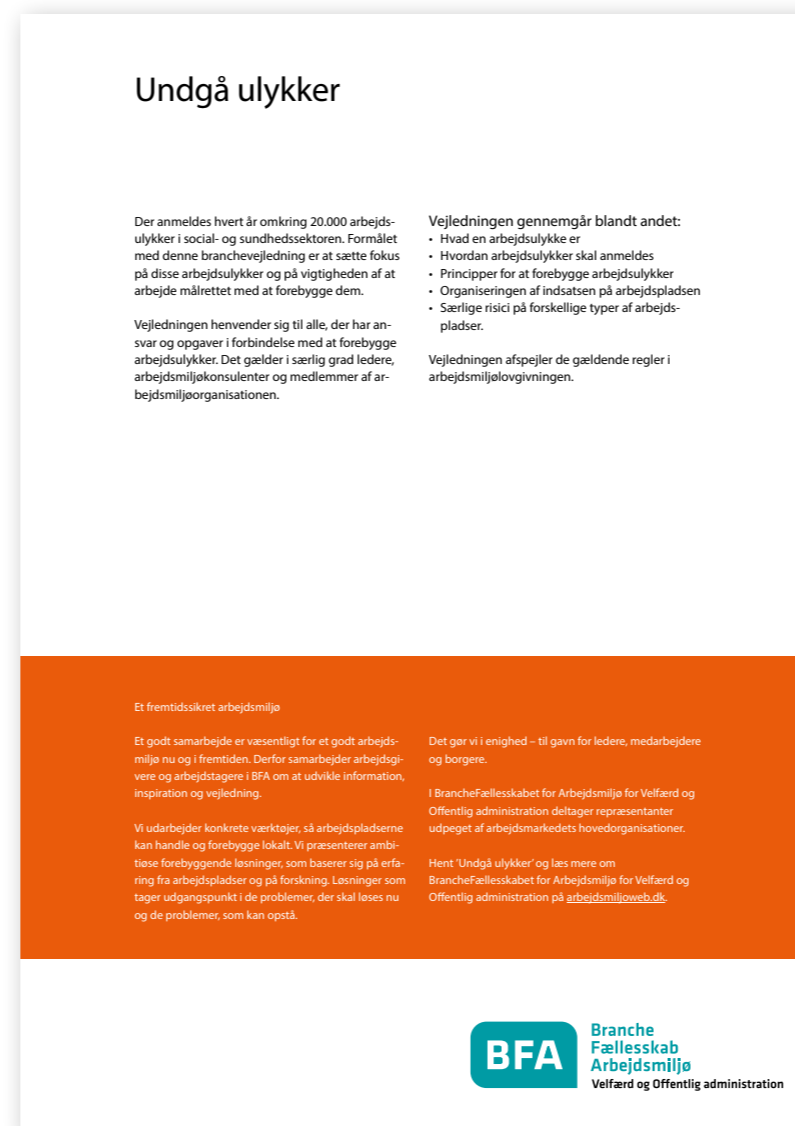 Undgå ulykker
Der anmeldes hvert år omkring 20.000 arbejds-
ulykker i social- og sundhedssektoren. Formålet
med denne branchevejledning er at sætte fokus
på disse arbejdsulykker og på vigtigheden af at
arbejde målrettet med at forebygge dem.
Vejledningen henvender sig til alle, der har an-
svar og opgaver i forbindelse med at forebygge
arbejdsulykker. Det gælder i særlig grad ledere,
arbejdsmiljøkonsulenter og medlemmer af ar-
bejdsmiljøorganisationen.
Vejledningen gennemgår blandt andet:
• Hvad en arbejdsulykke er
• Hvordan arbejdsulykker skal anmeldes
• Principper for at forebygge arbejdsulykker
• Organiseringen af indsatsen på arbejdspladsen
• Særlige risici på forskellige typer af arbejds-
pladser.
Vejledningen afspejler de gældende regler i
arbejdsmiljølovgivningen.
Et fremtidssikret arbejdsmiljø
Et godt samarbejde er væsentligt for et godt arbejds-
miljø nu og i fremtiden. Derfor samarbejder arbejdsgi-
vere og arbejdstagere i BFA om at udvikle information,
inspiration og vejledning.
Vi udarbejder konkrete værktøjer, så arbejdspladserne
kan handle og forebygge lokalt. Vi præsenterer ambi-
tiøse forebyggende løsninger, som baserer sig på erfa-
ring fra arbejdspladser og på forskning. Løsninger som
tager udgangspunkt i de problemer, der skal løses nu
og de problemer, som kan opstå.
Det gør vi i enighed – til gavn for ledere, medarbejdere
og borgere.
I BrancheFællesskabet for Arbejdsmiljø for Velfærd og
Offentlig administration deltager repræsentanter
udpeget af arbejdsmarkedets hovedorganisationer.
Hent 'Undgå ulykker' og læs mere om
BrancheFællesskabet for Arbejdsmiljø for Velfærd og
Offentlig administration på arbejdsmiljoweb.dk.
BFA
Branche
Fællesskab
Arbejdsmiljø
Velfærd og Offentlig administration